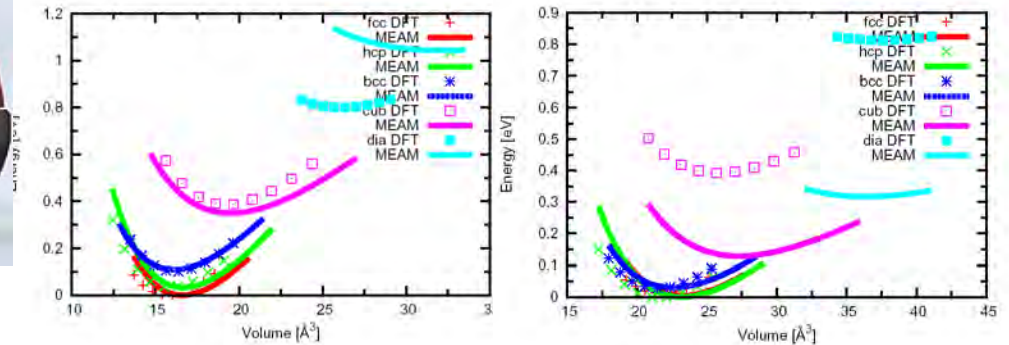 1.2
1
0.8
0.6
0.4
0.2
0
10 15 20 25 30 3
Volume [Å³]
fcc DFT
MEAM
hcp DFT
MEAM
bcc DFT
MEAM
cub DFT
MEAM
dia DFT
MEAM
0.9
0.8
0.7
0.6
0.5
0.4
0.3
0.2
0.1
0
Energy [eV]
15 20 25 30 35 40 45
Volume [Å³]
fcc DFT
MEAM
hcp DFT
MEAM
bcc DFT
MEAM
cub DFT
MEAM
dia DFT
MEAM